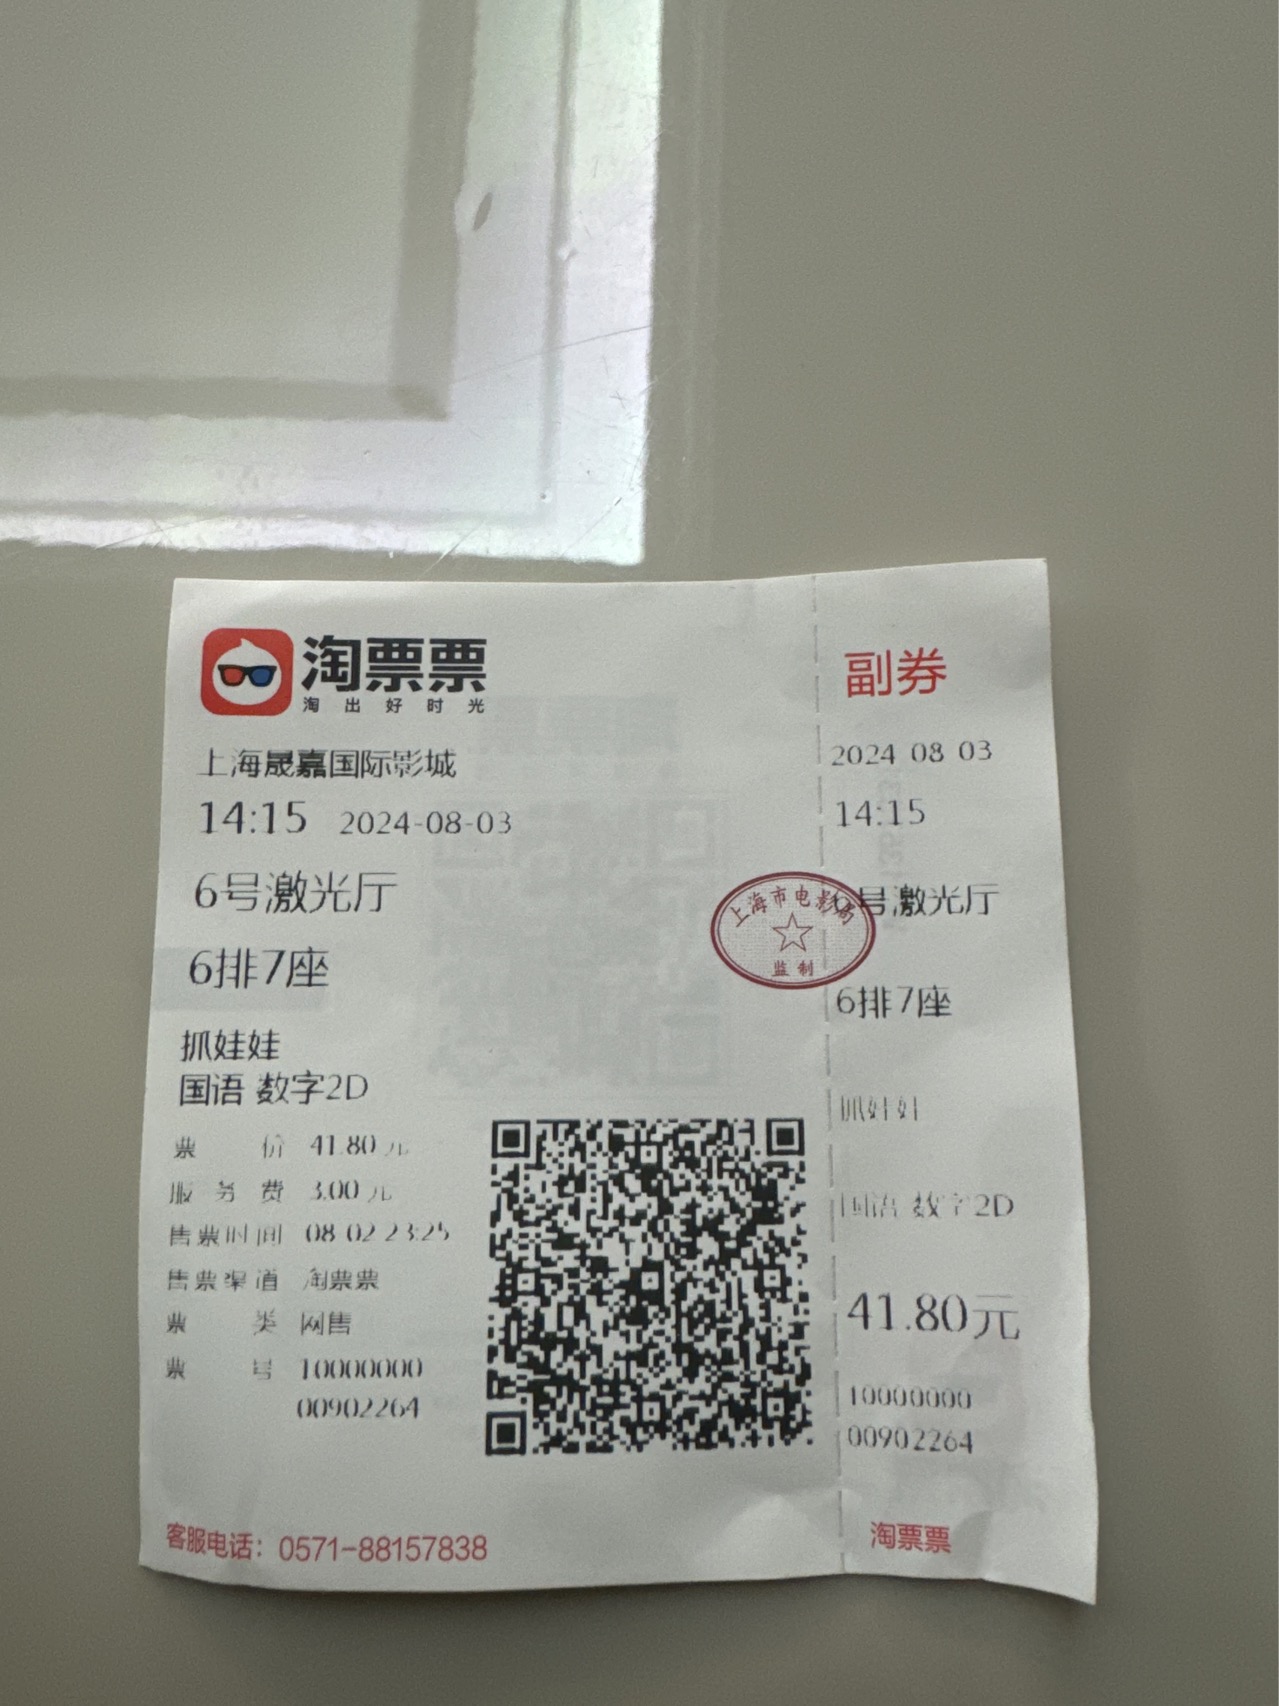 淘票票
淘出好时光
上海晟嘉国际影城
14:15 2024-08-03
6号激光厅
6排7座
抓娃娃
国语 数字2D
票 价 41.80 元
服 务 费 3.00 元
售票时间 08-02 23:25
售票渠道 淘票票
票 类 网售
票 号 10000000
00902264
客服电话：0571-88157838
上海市电影局
监制
副券
2024 08 03
14:15
6号激光厅
6排7座
抓娃娃
国语 数字2D
41.80元
10000000
00902264
淘票票